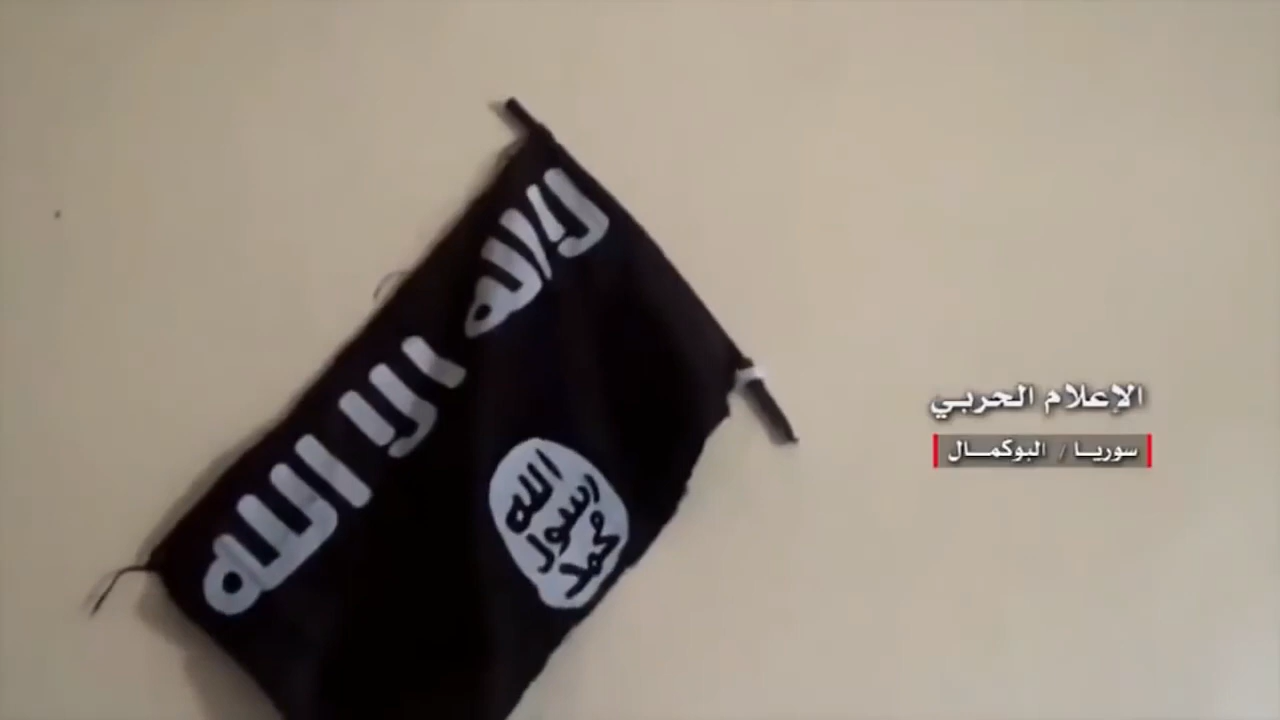 لا اله الا الله
الله
رسول
محمد
الإعلام الحربي
سوريا / البوكمال